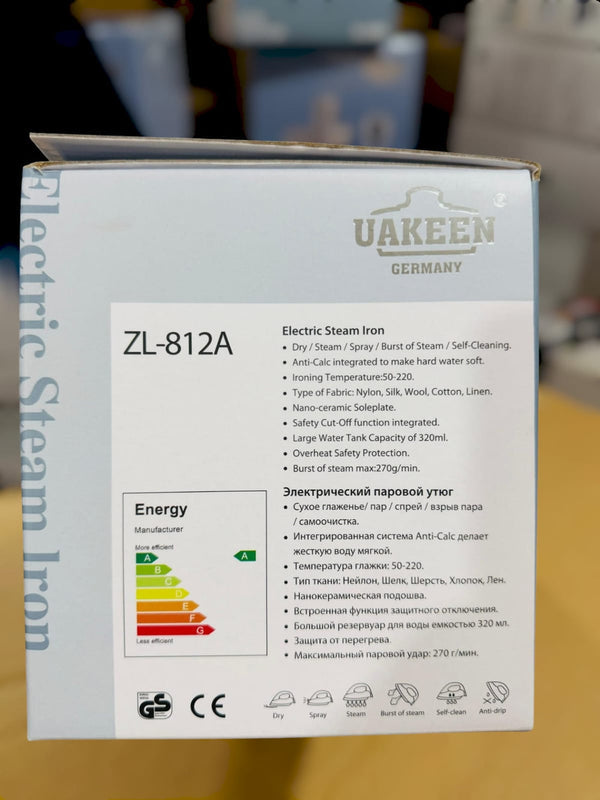 Electric Steam Iron
UAKEEN
GERMANY
ZL-812A
Electric Steam Iron
• Dry / Steam / Spray / Burst of Steam / Self-Cleaning.
• Anti-Calc integrated to make hard water soft.
• Ironing Temperature:50-220.
• Type of Fabric: Nylon, Silk, Wool, Cotton, Linen.
• Nano-ceramic Soleplate.
• Safety Cut-Off function integrated.
• Large Water Tank Capacity of 320ml.
• Overheat Safety Protection.
• Burst of steam max:270g/min.
Электрический паровой утюг
• Сухое глаженье/ пар / спрей / взрыв пара
/ самоочистка.
• Интегрированная система Anti-Calc делает
жесткую воду мягкой.
• Температура глажки: 50-220.
• Тип ткани: Нейлон, Шелк, Шерсть, Хлопок, Лен.
• Нанокерамическая подошва.
• Встроенная функция защитного отключения.
• Большой резервуар для воды емкостью 320 мл.
• Защита от перегрева.
• Максимальный паровой удар: 270 г/мин.
Energy
Manufacturer
More efficient
A A
B
C
D
E
F
G
Less efficient
GS CE
Dry Spray Steam Burst of steam Self-clean Anti-drip